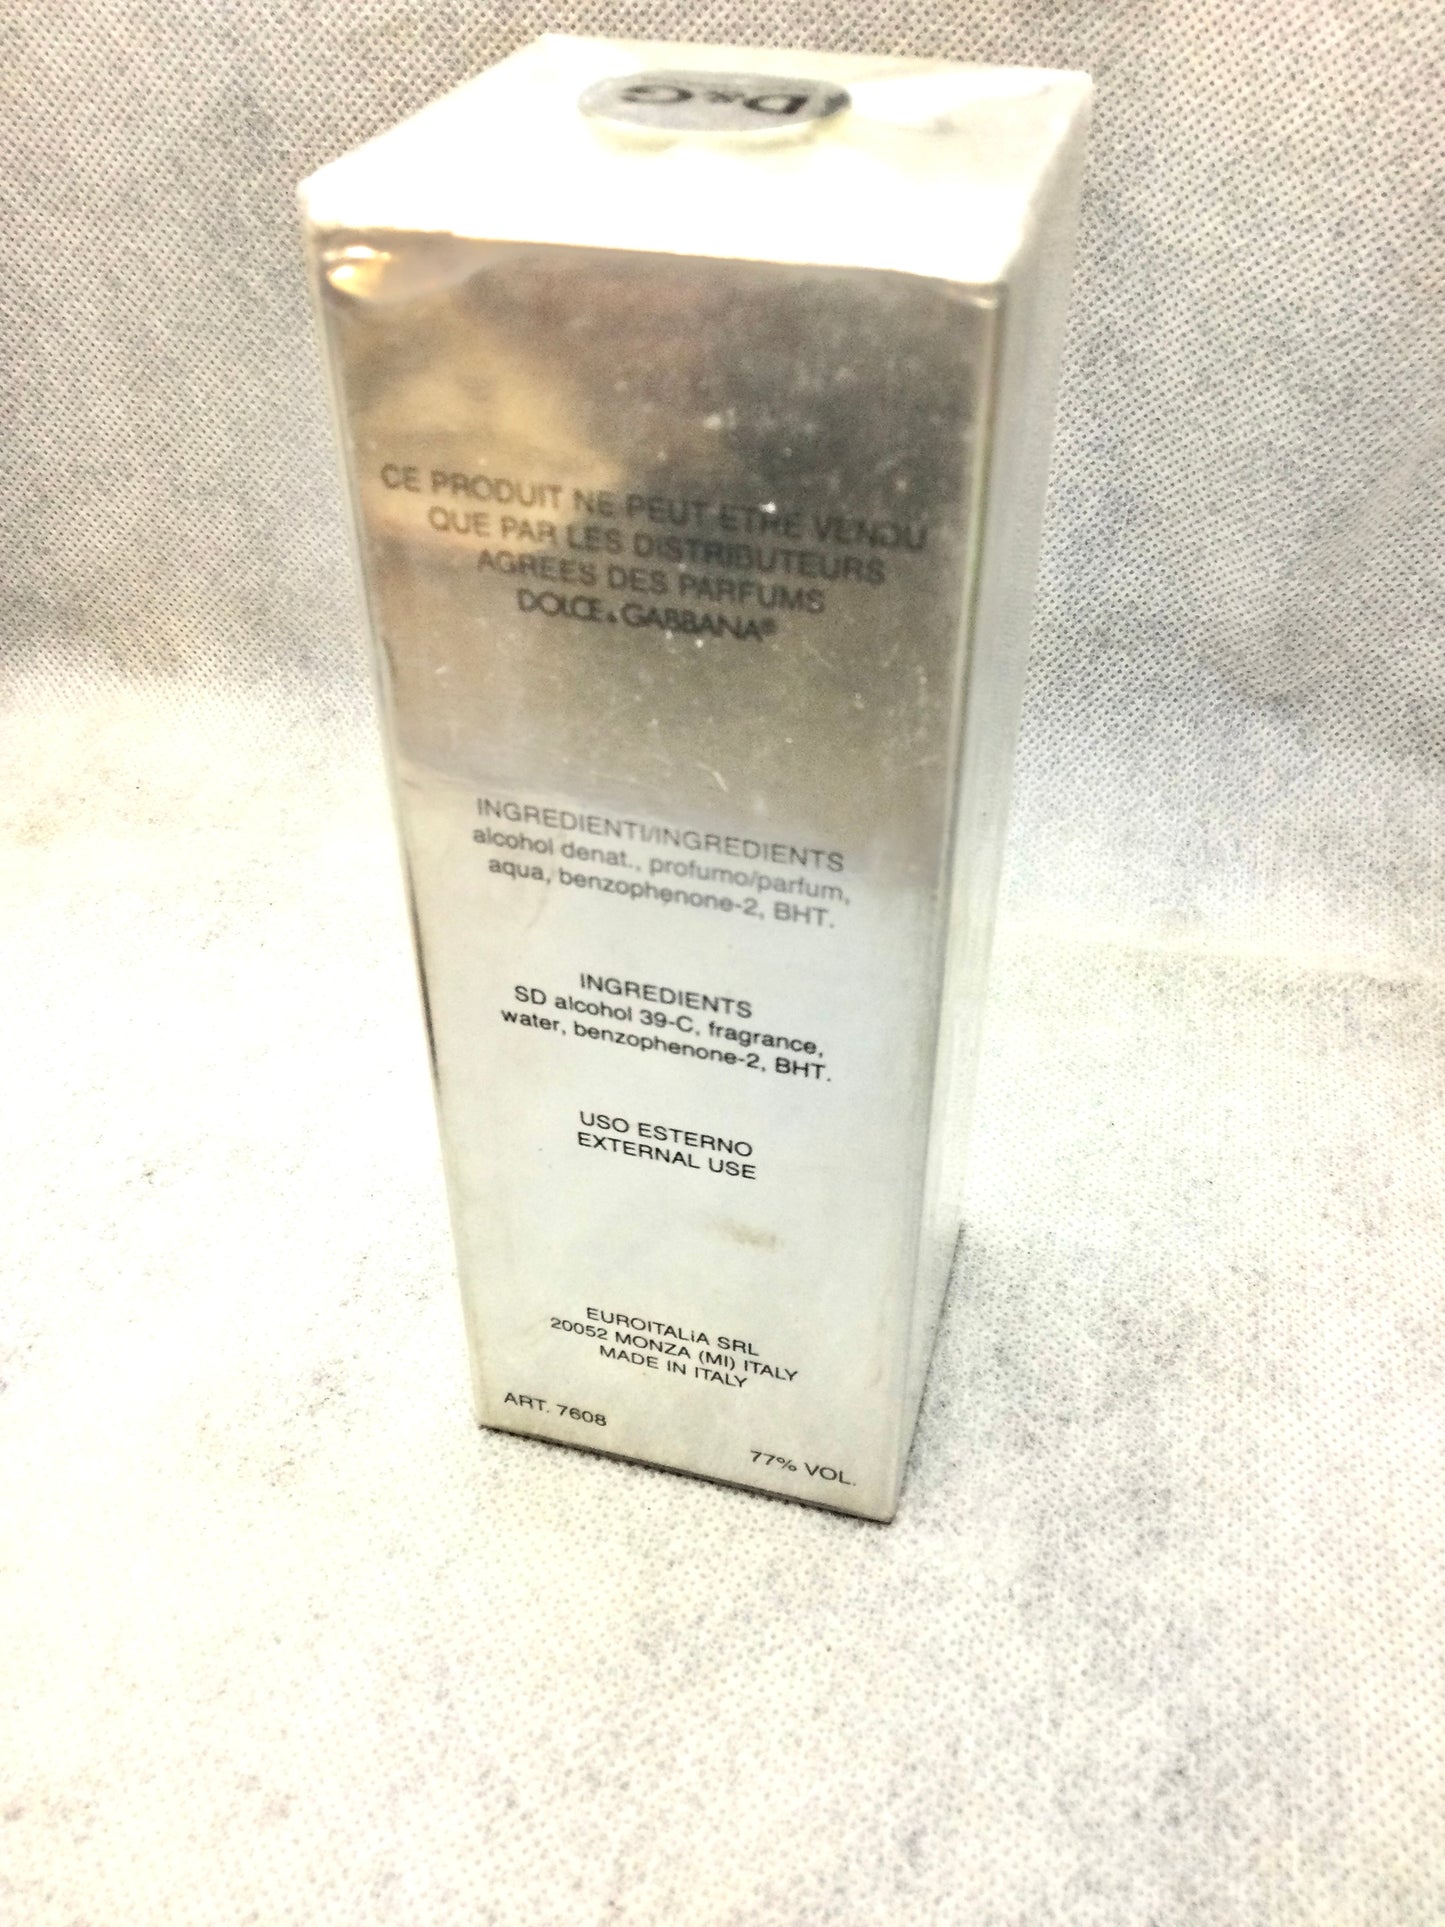 D&G
CE PRODUIT NE PEUT ETRE VENDU
QUE PAR LES DISTRIBUTEURS
AGREES DES PARFUMS
DOLCE & GABBANA®
INGREDIENTI/INGREDIENTS
alcohol denat., profumo/parfum,
aqua, benzophenone-2, BHT.
INGREDIENTS
SD alcohol 39-C, fragrance,
water, benzophenone-2, BHT.
USO ESTERNO
EXTERNAL USE
EUROITALIA SRL
20052 MONZA (MI) ITALY
MADE IN ITALY
ART. 7608
77% VOL.